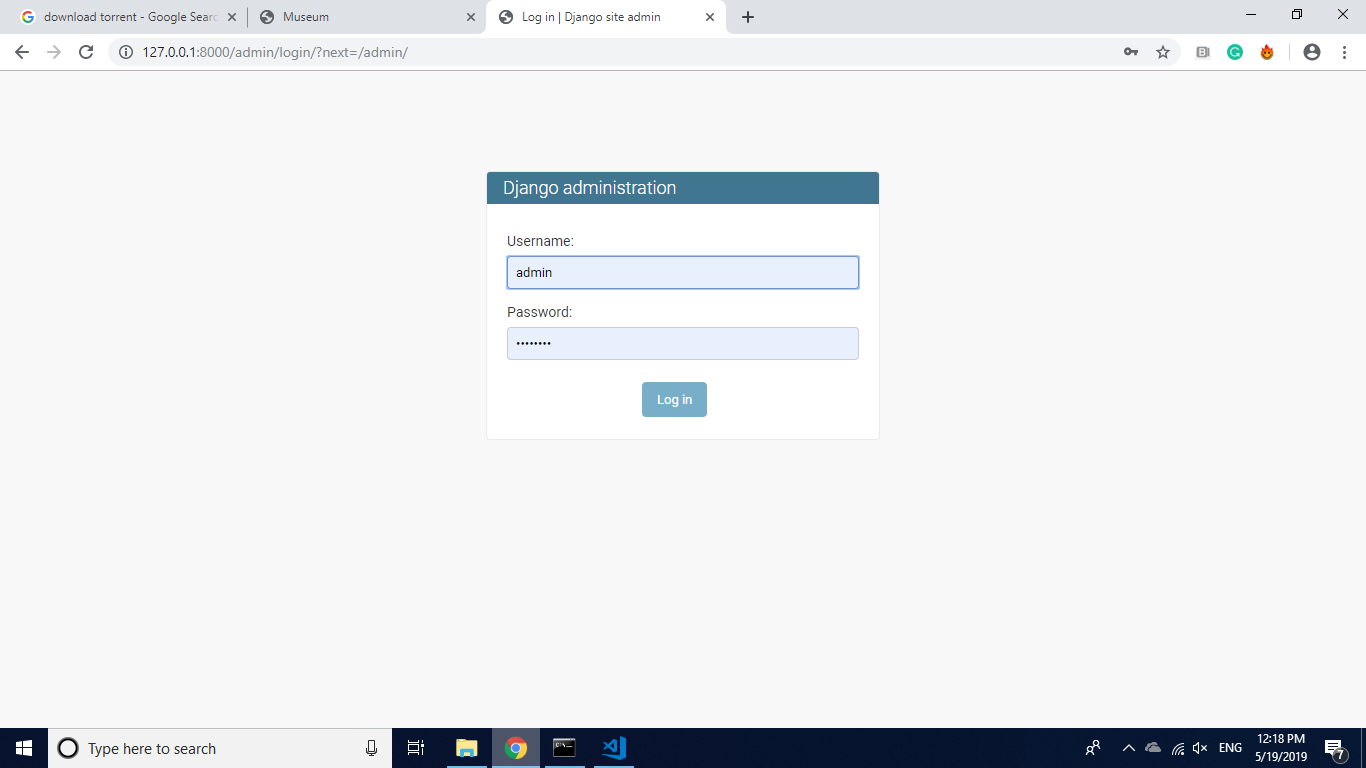 download torrent - Google Searc
Museum
Log in | Django site admin
127.0.0.1:8000/admin/login/?next=/admin/
Django administration
Username:
admin
Password:
••••••••
Log in
Type here to search
ENG
12:18 PM
5/19/2019
7